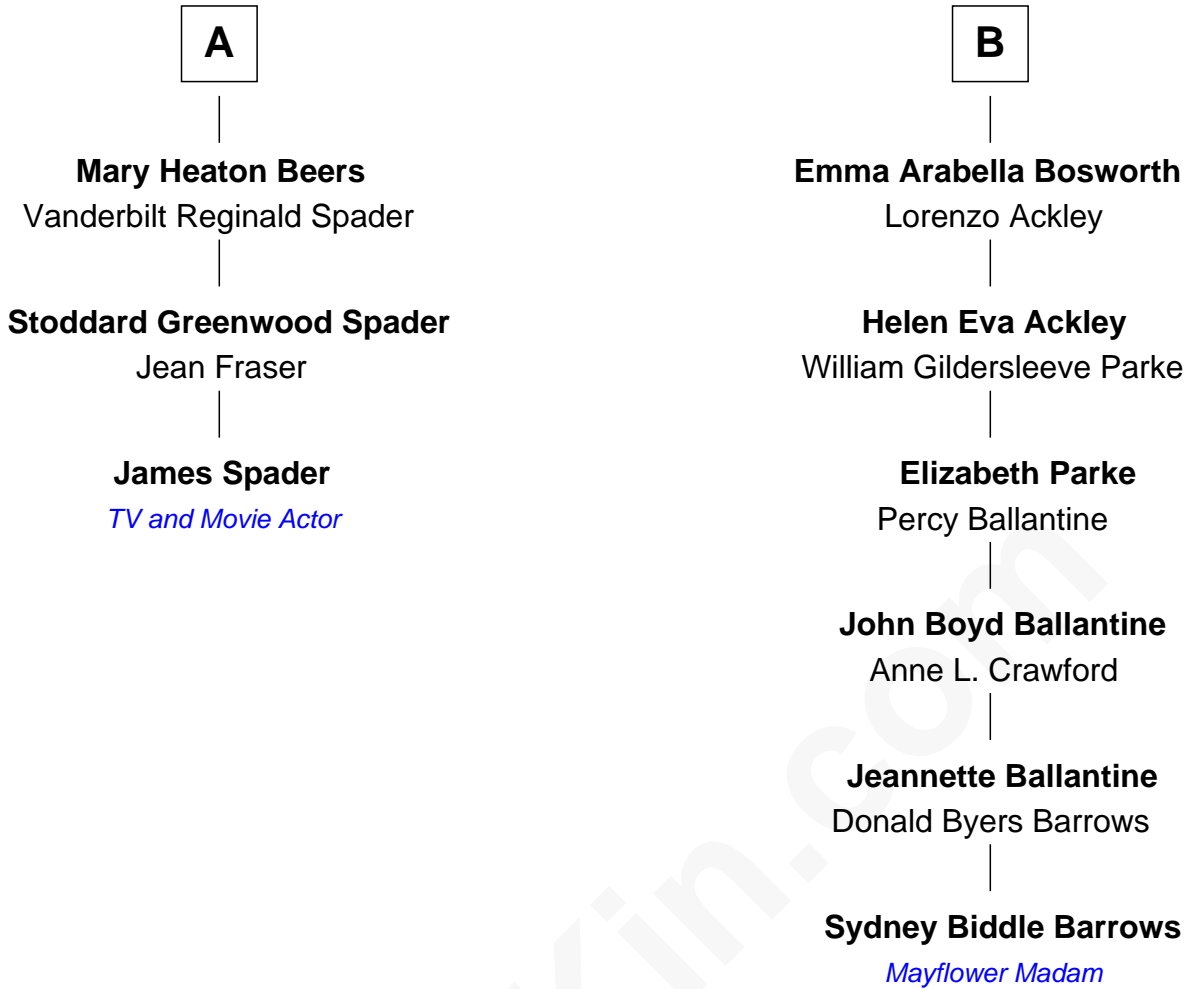 A
Mary Heaton Beers
Vanderbilt Reginald Spader
Stoddard Greenwood Spader
Jean Fraser
James Spader
TV and Movie Actor
B
Emma Arabella Bosworth
Lorenzo Ackley
Helen Eva Ackley
William Gildersleeve Parke
Elizabeth Parke
Percy Ballantine
John Boyd Ballantine
Anne L. Crawford
Jeannette Ballantine
Donald Byers Barrows
Sydney Biddle Barrows
Mayflower Madam
Kin.com